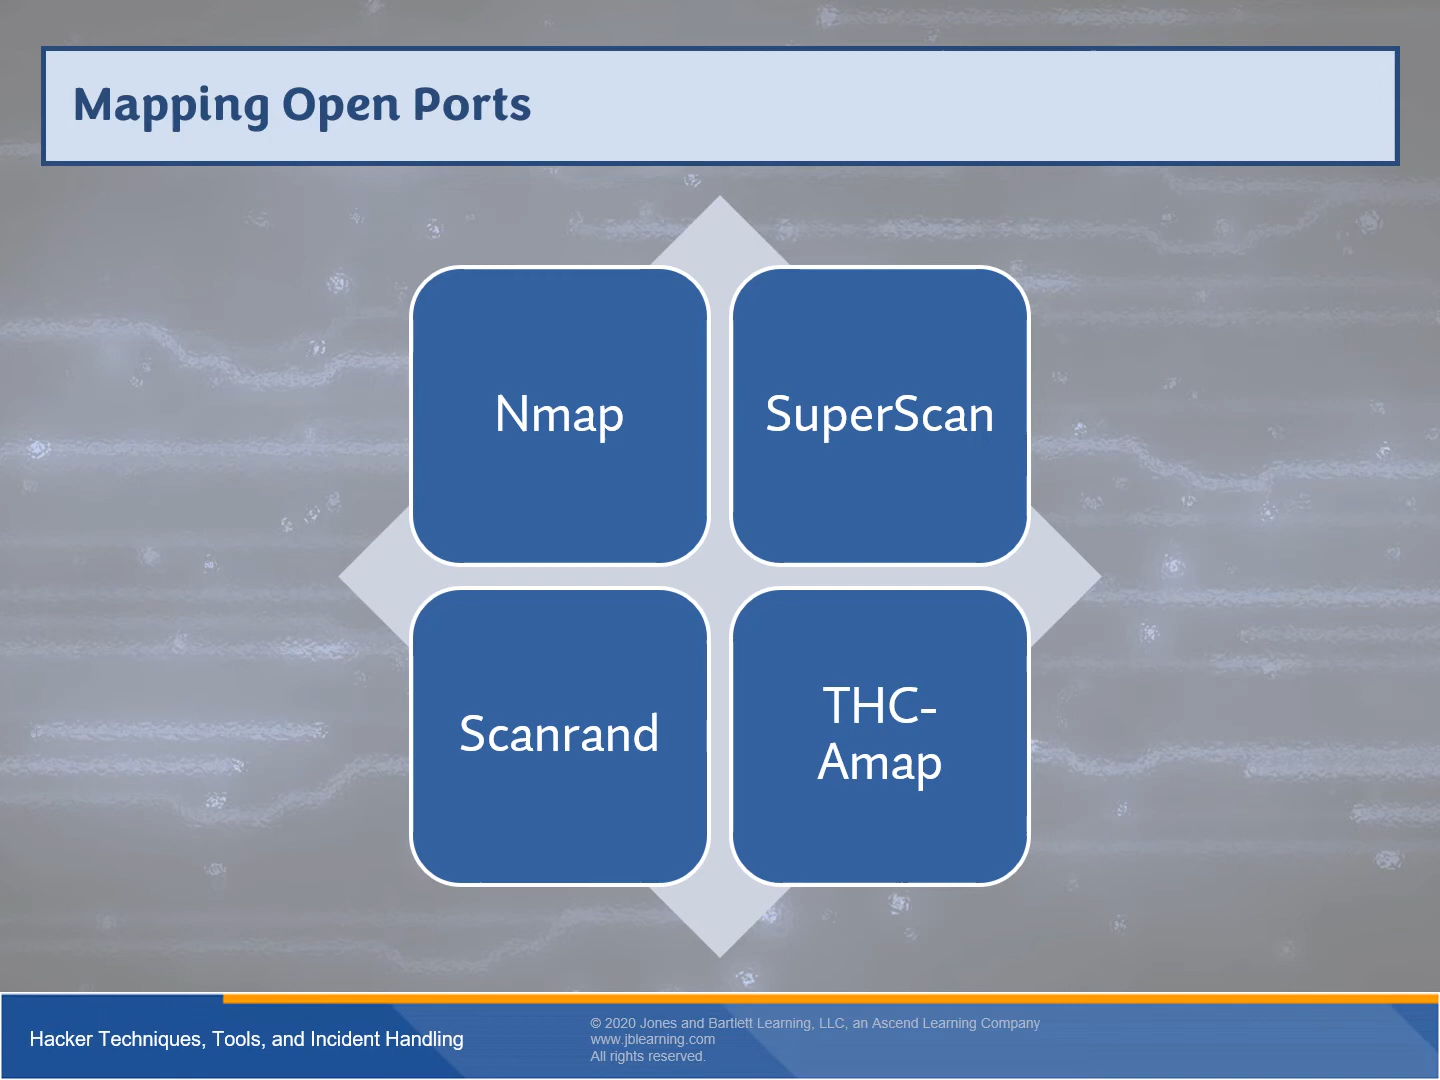 Mapping Open Ports
Nmap
SuperScan
Scanrand
THC-
Amap
Hacker Techniques, Tools, and Incident Handling
© 2020 Jones and Bartlett Learning, LLC, an Ascend Learning Company
www.jblearning.com
All rights reserved.